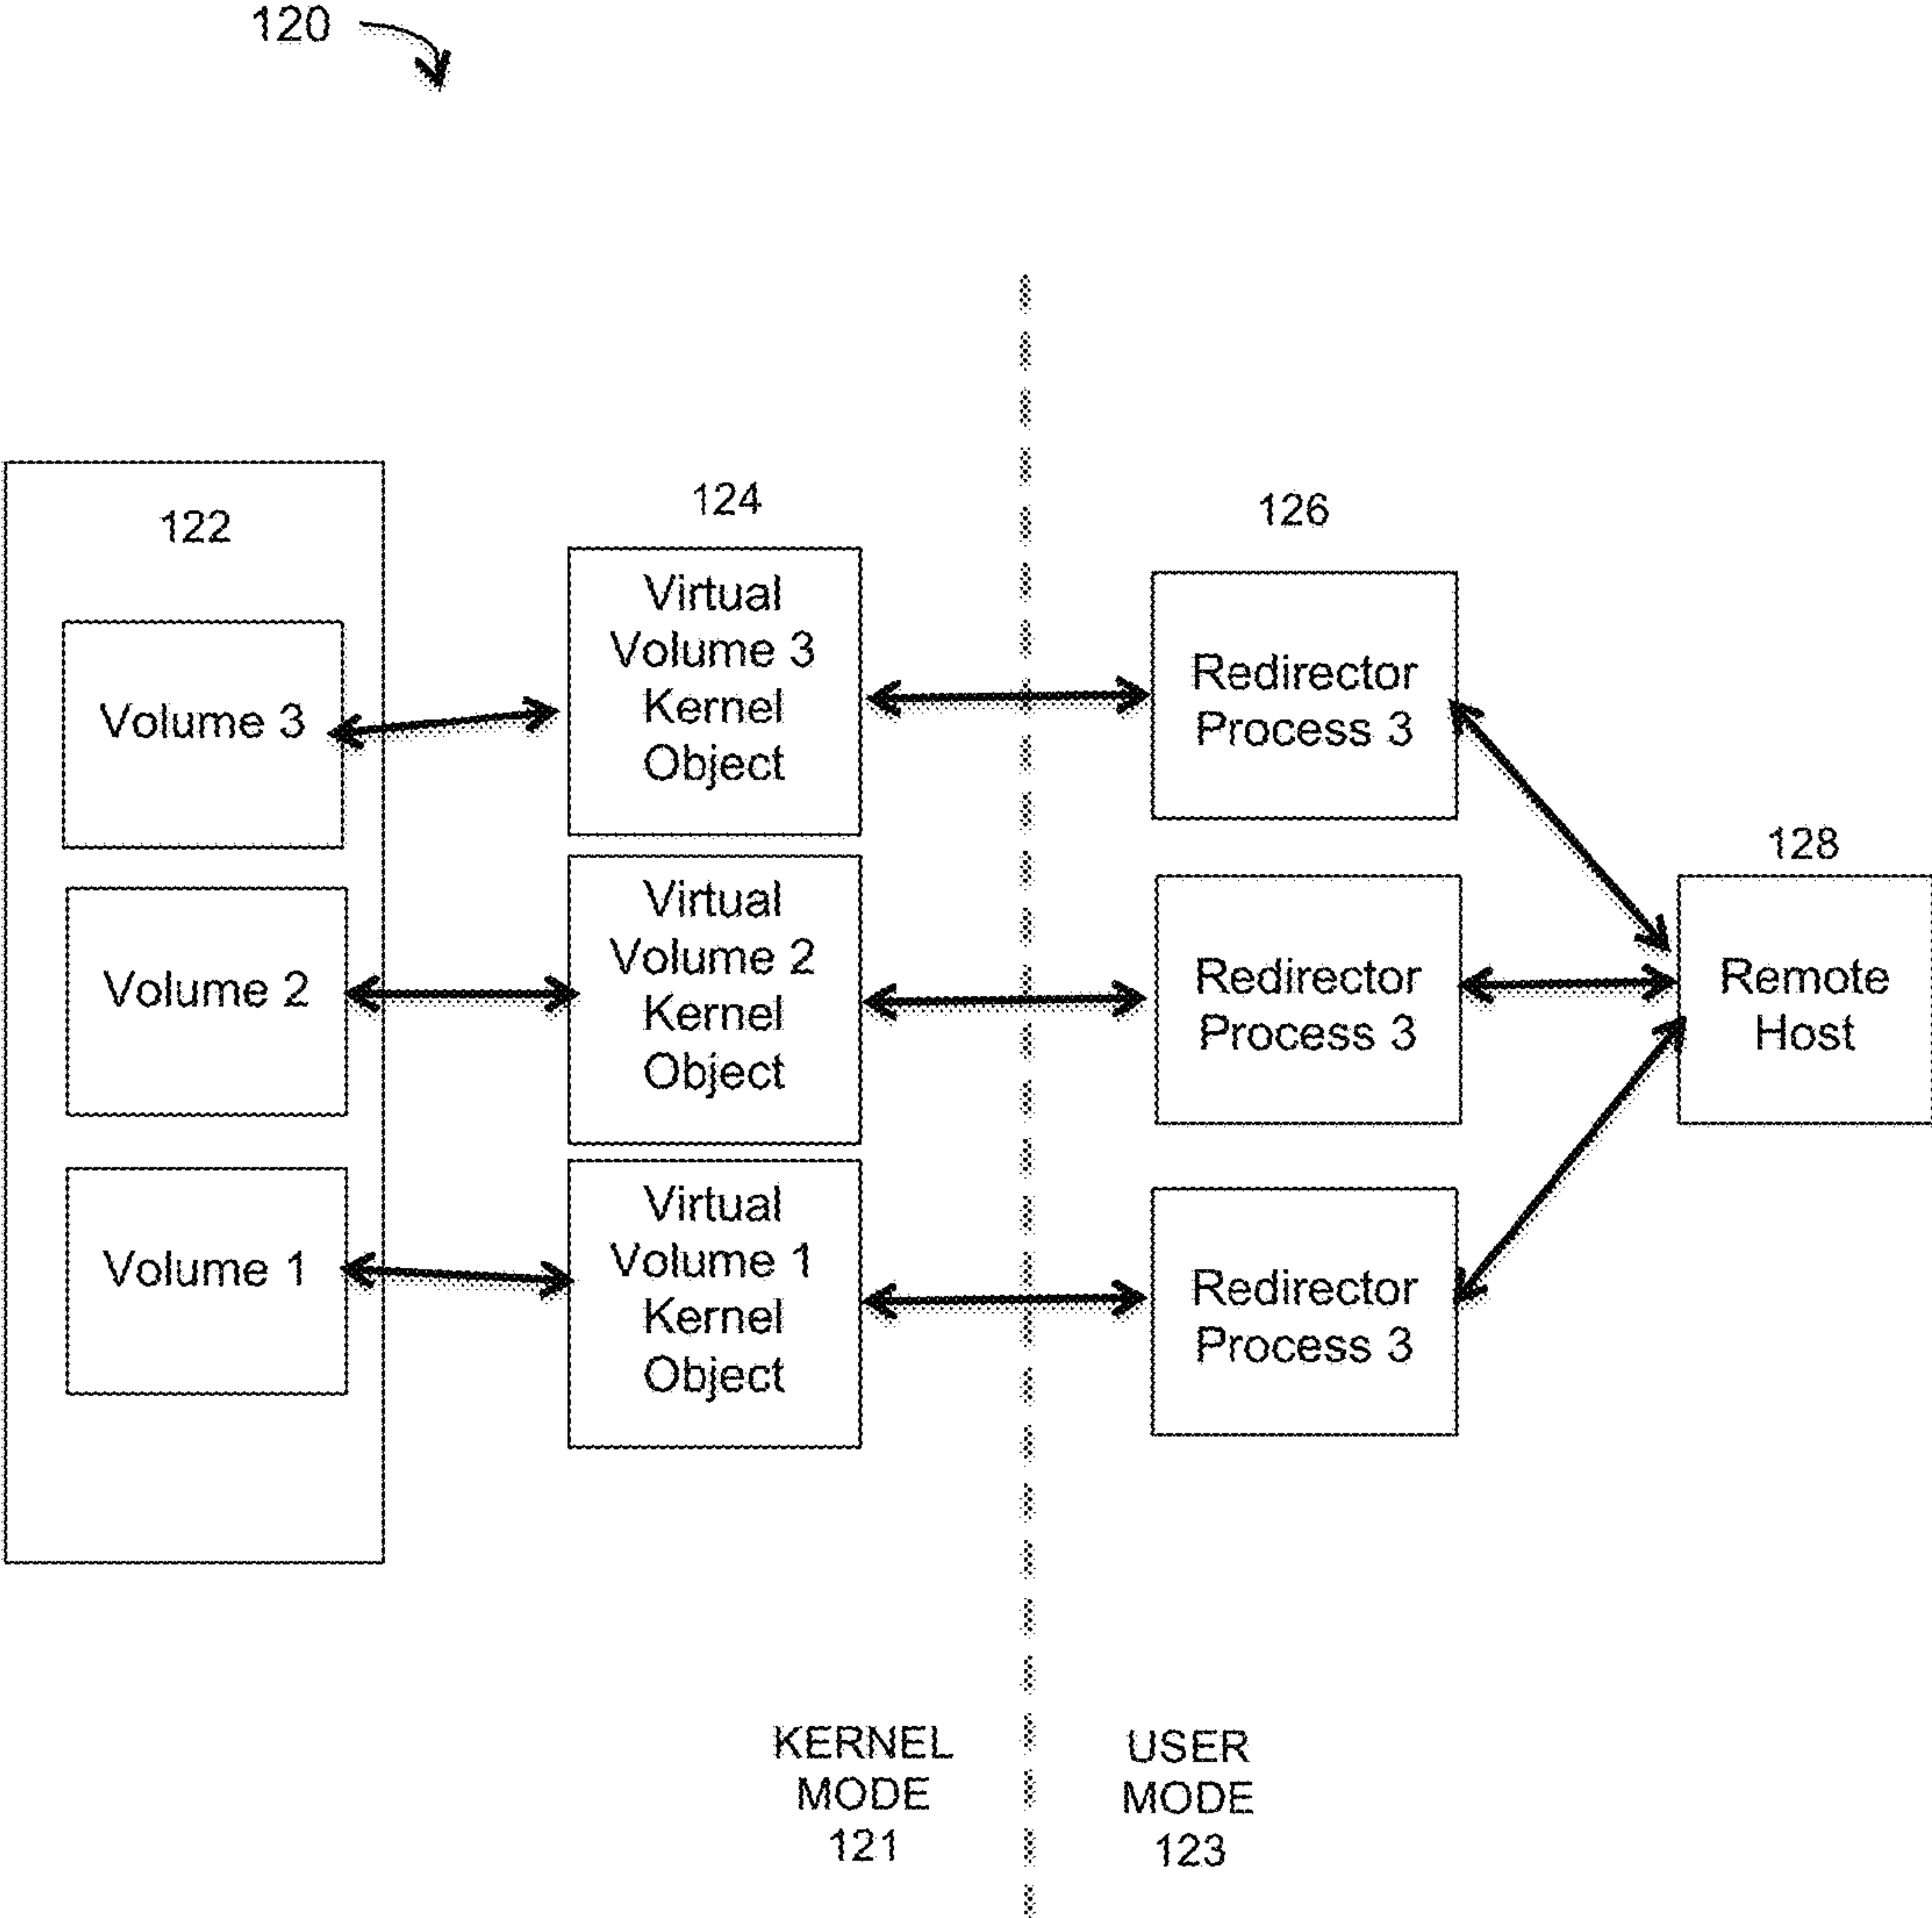 120
122
Volume 3
Volume 2
Volume 1
124
Virtual
Volume 3
Kernel
Object
Virtual
Volume 2
Kernel
Object
Virtual
Volume 1
Kernel
Object
126
Redirector
Process 3
Redirector
Process 3
Redirector
Process 3
128
Remote
Host
KERNEL
MODE
121
USER
MODE
123